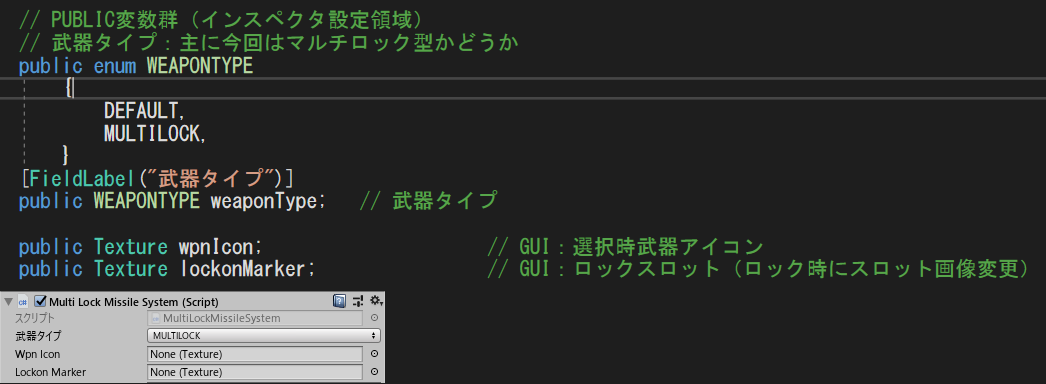 // PUBLIC変数群（インスペクタ設定領域）
// 武器タイプ：主に今回はマルチロック型かどうか
public enum WEAPONTYPE
{
DEFAULT,
MULTILOCK,
}
[FieldLabel("武器タイプ")]
public WEAPONTYPE weaponType; // 武器タイプ
public Texture wpnIcon; // GUI：選択時武器アイコン
public Texture lockonMarker; // GUI：ロックスロット（ロック時にスロット画像変更）
Multi Lock Missile System (Script)
スクリプト MultiLockMissileSystem
武器タイプ MULTILOCK
Wpn Icon None (Texture)
Lockon Marker None (Texture)